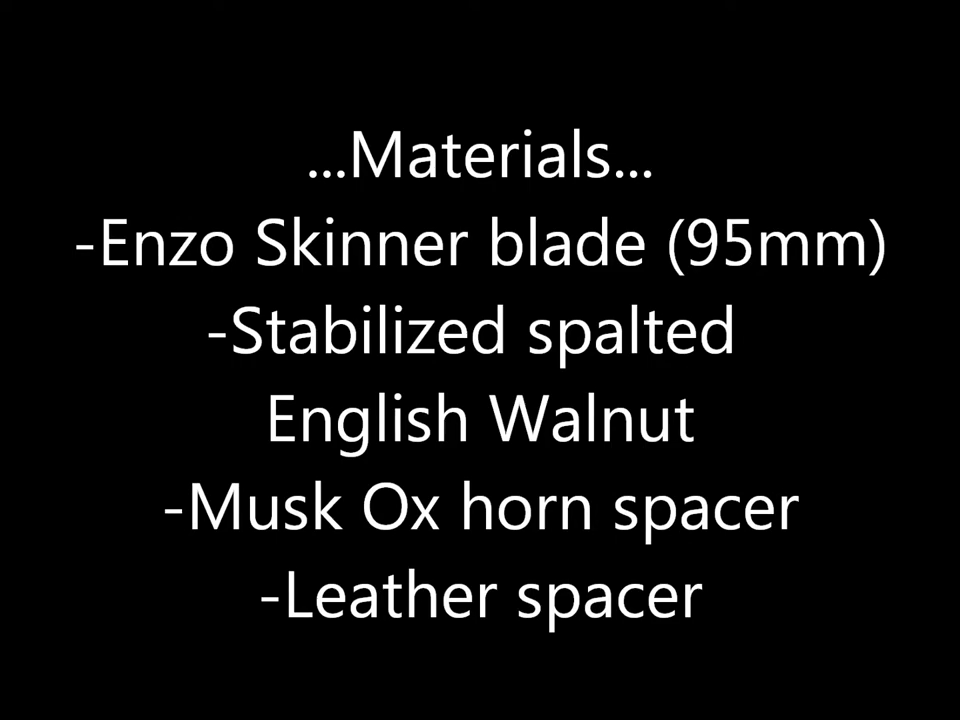 ...Materials...
-Enzo Skinner blade (95mm)
-Stabilized spalted
English Walnut
-Musk Ox horn spacer
-Leather spacer